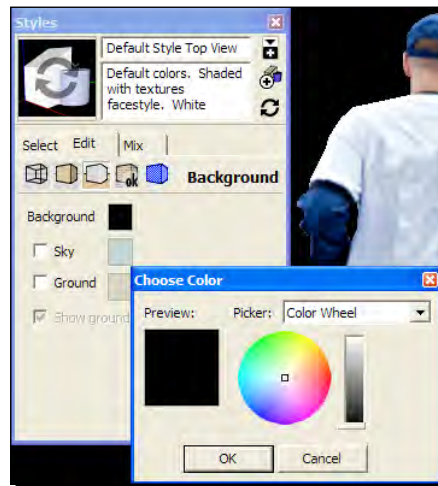 Styles
Default Style Top View
Default colors. Shaded
with textures
facestyle. White
Select Edit Mix
ok Background
Background
Sky
Ground
Show ground
Choose Color
Preview: Picker: Color Wheel
OK Cancel